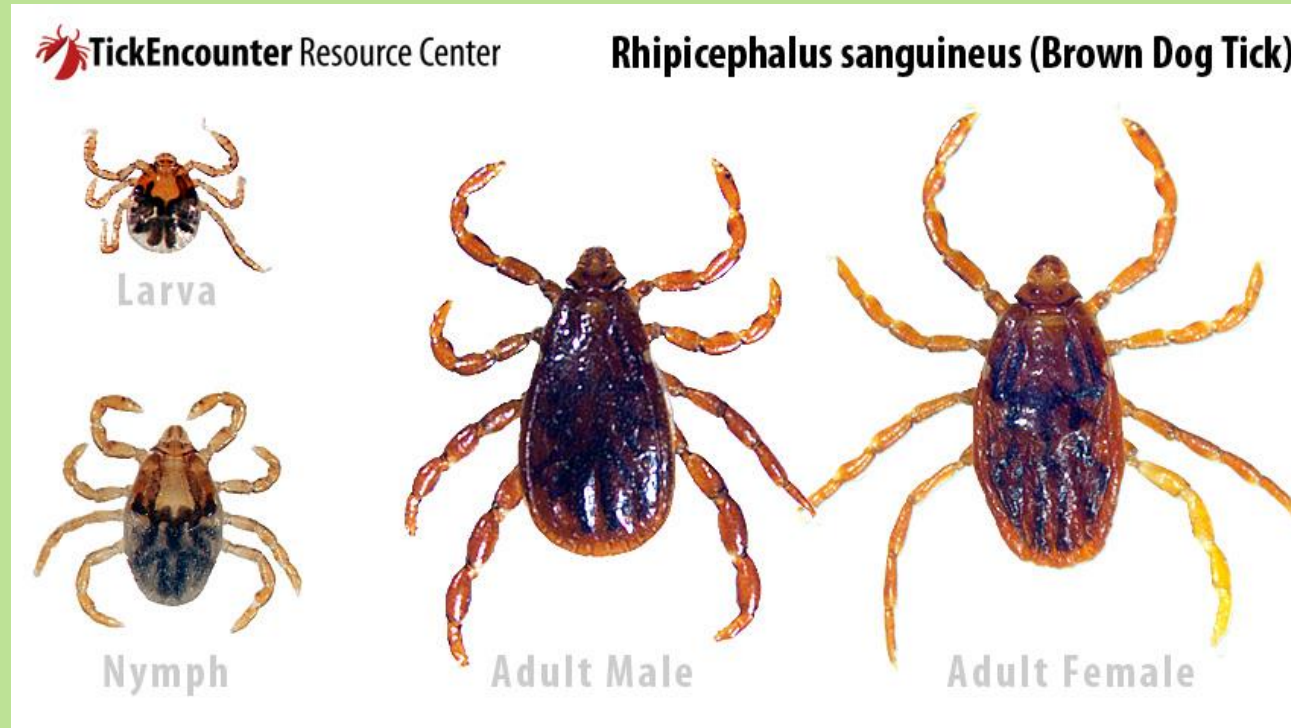 TickEncounter Resource Center
Rhipicephalus sanguineus (Brown Dog Tick)
Larva
Nymph
Adult Male
Adult Female